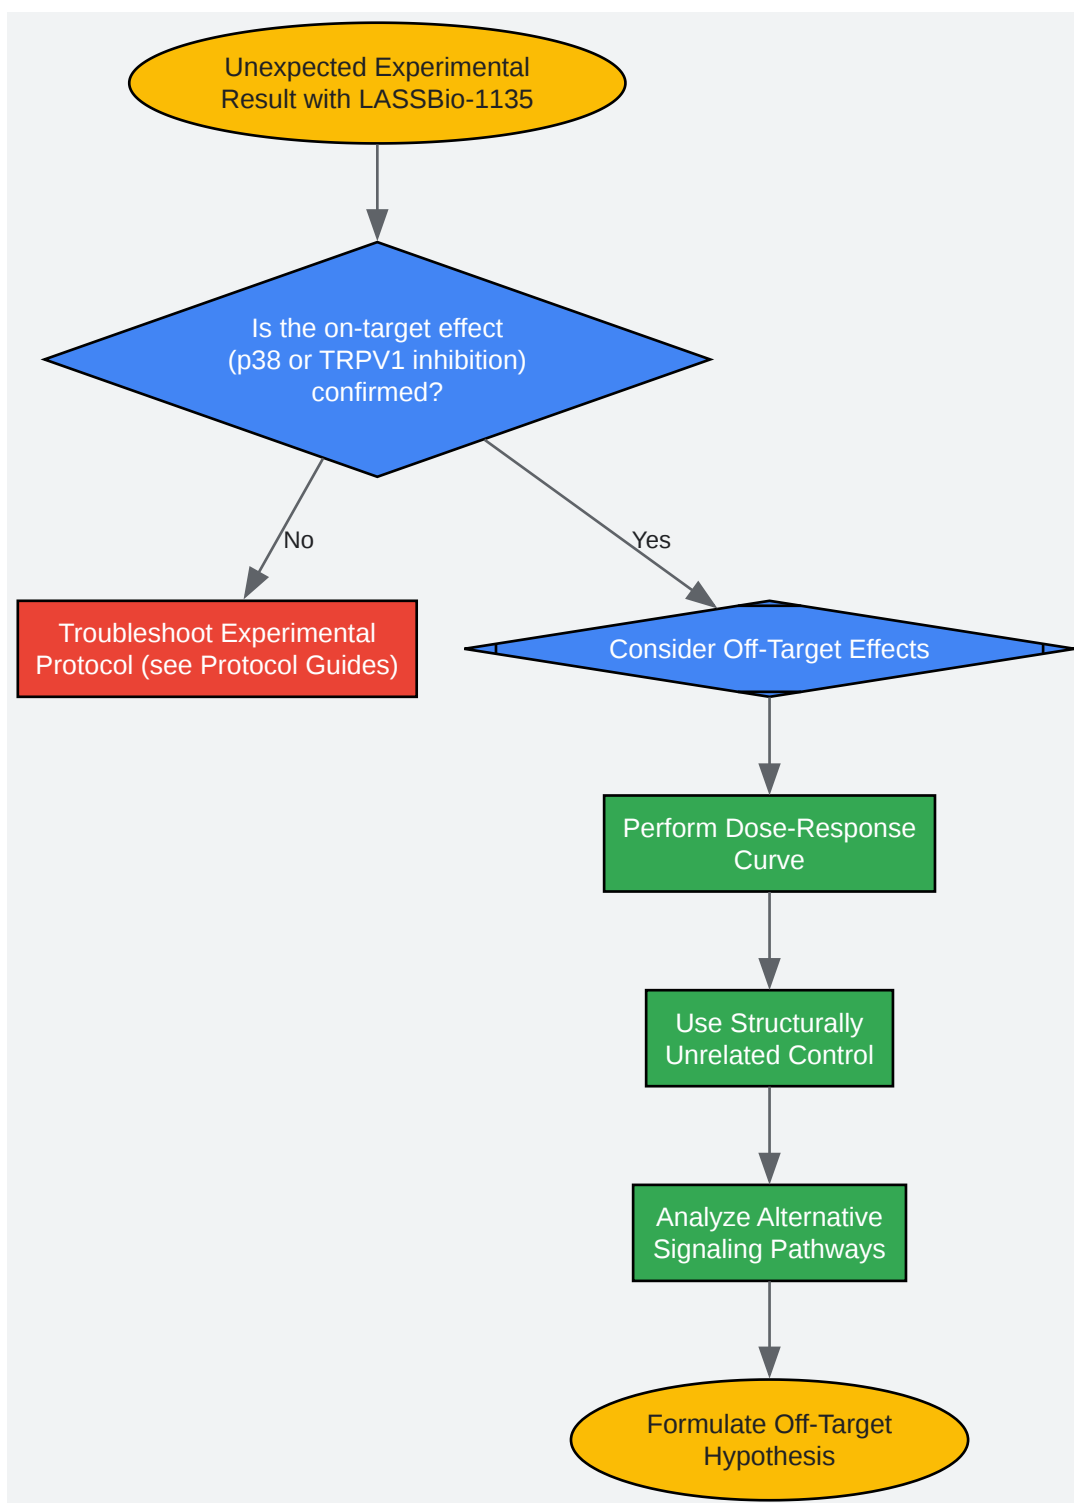 Unexpected Experimental
Result with LASSBio-1135
Is the on-target effect
(p38 or TRPV1 inhibition)
confirmed?
No
Yes
Troubleshoot Experimental
Protocol (see Protocol Guides)
Consider Off-Target Effects
Perform Dose-Response
Curve
Use Structurally
Unrelated Control
Analyze Alternative
Signaling Pathways
Formulate Off-Target
Hypothesis